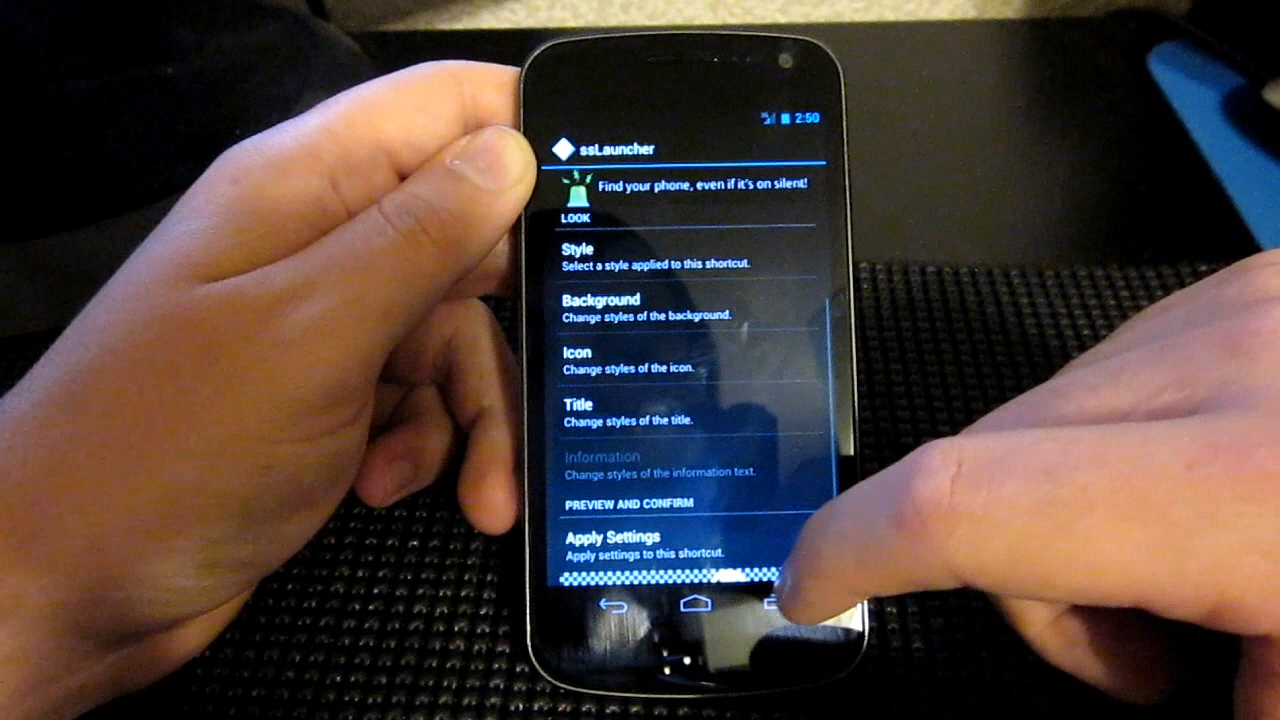 2:50
ssLauncher
Find your phone, even if it's on silent!
LOOK
Style
Select a style applied to this shortcut.
Background
Change styles of the background.
Icon
Change styles of the icon.
Title
Change styles of the title.
Information
Change styles of the information text.
PREVIEW AND CONFIRM
Apply Settings
Apply settings to this shortcut.